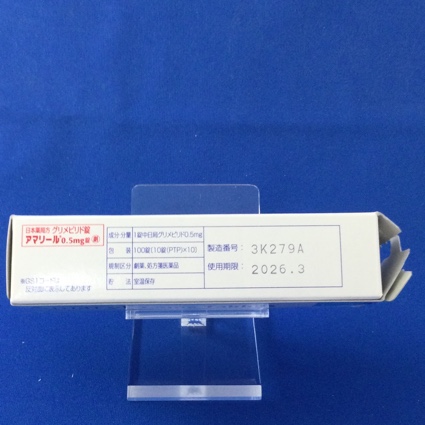 日本薬局方 グリメピリド錠
アマリール®0.5mg錠
成分・分量 1錠中日局グリメピリド0.5mg
包装 100錠(10錠(PTP)×10)
規制区分 劇薬、処方箋医薬品
貯法 室温保存
製造番号: 3K279A
使用期限: 2026.3